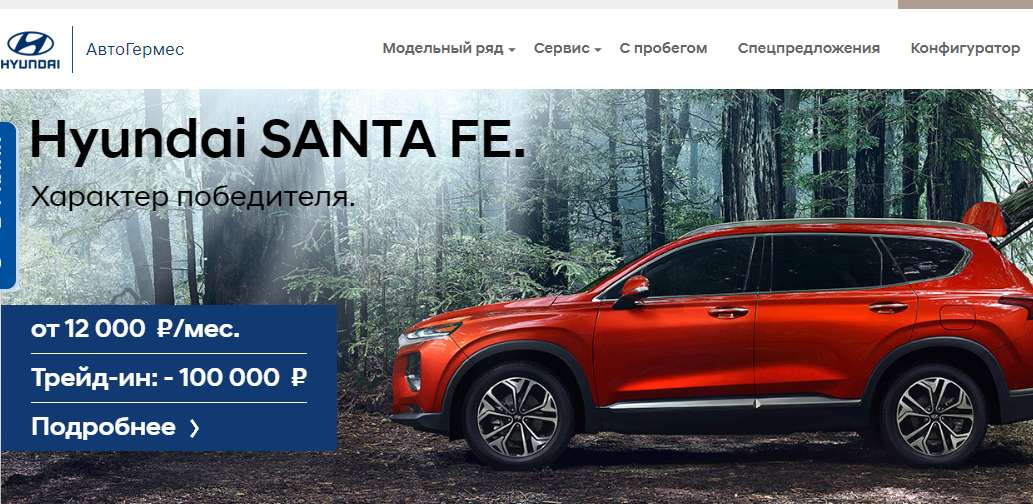 HYUNDAI
АвтоГермес
Модельный ряд
Сервис
С пробегом
Спецпредложения
Конфигуратор
Hyundai SANTA FE.
Характер победителя.
от 12 000 ₽/мес.
Трейд-ин: - 100 000 ₽
Подробнее